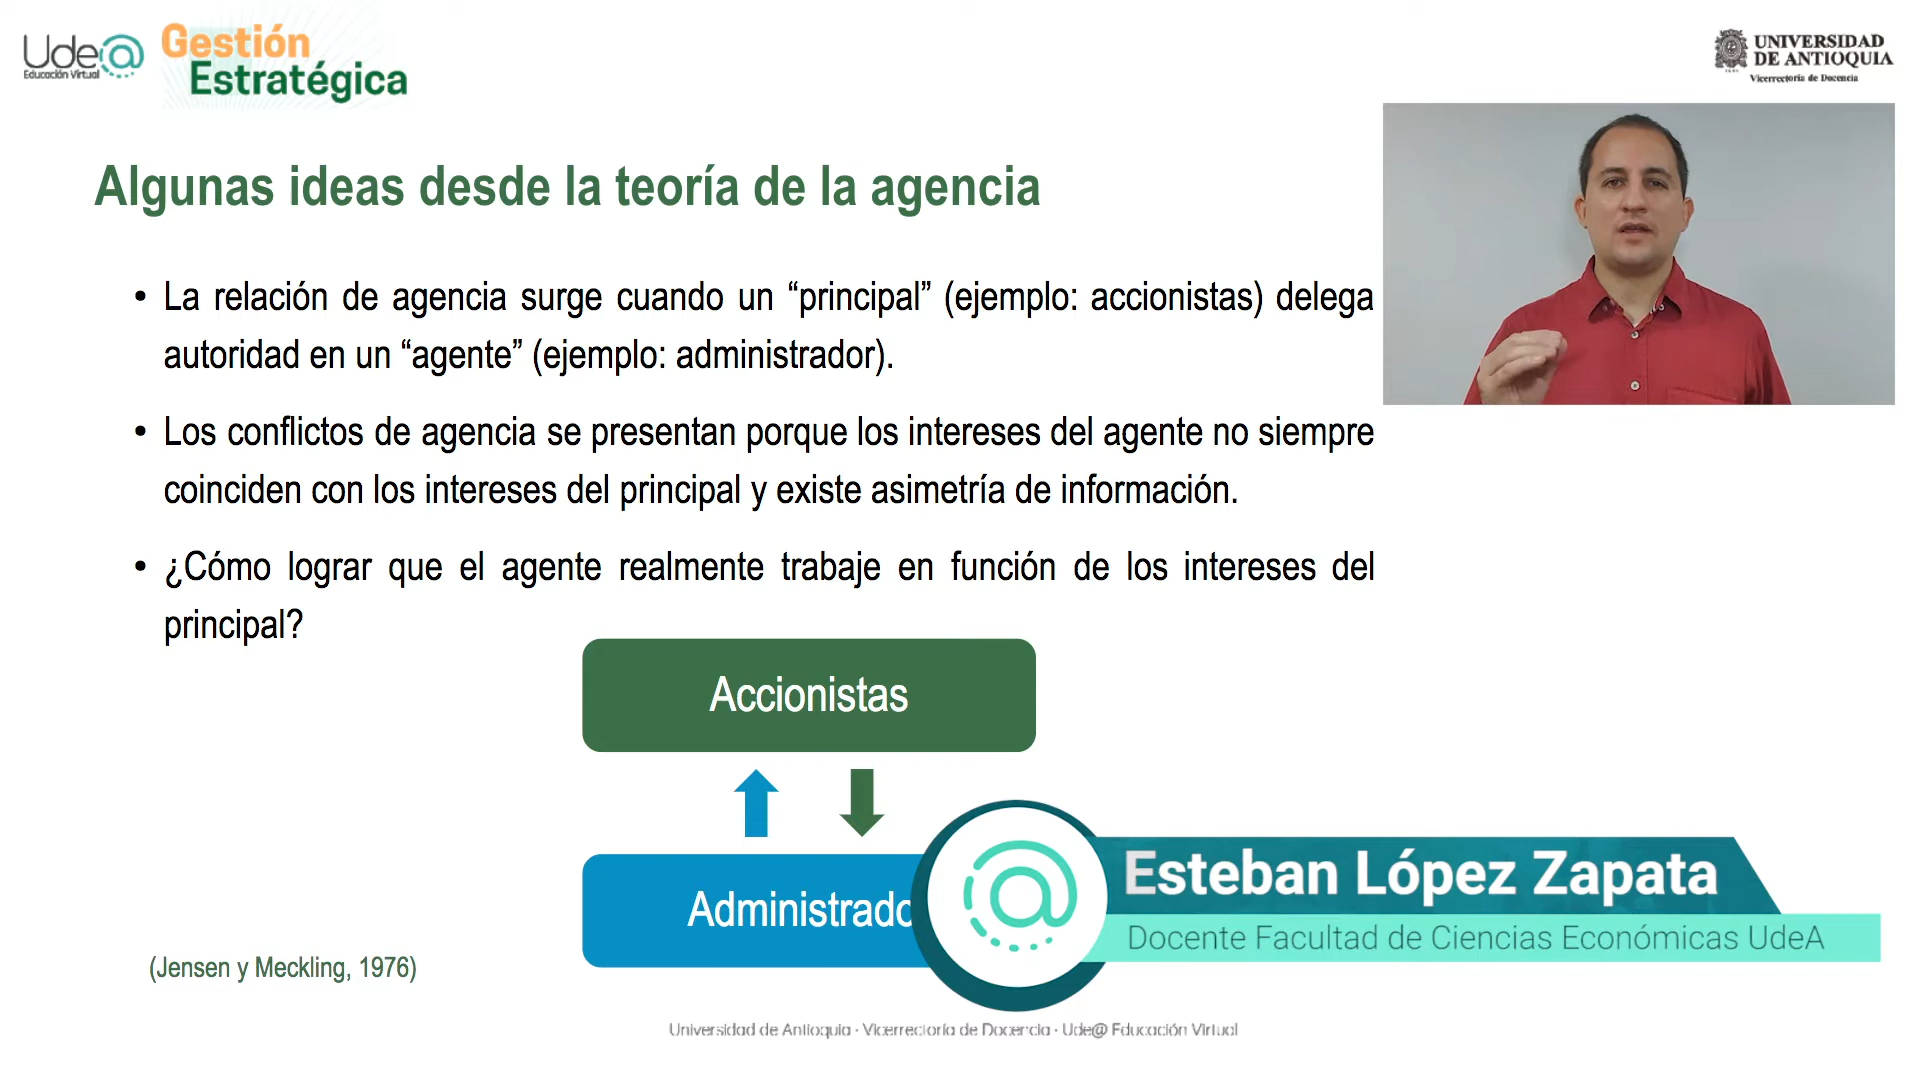 Ude@
Educación Virtual
Gestión
Estratégica
UNIVERSIDAD
DE ANTIOQUIA
Vicerrectoría de Docencia
Algunas ideas desde la teoría de la agencia
• La relación de agencia surge cuando un “principal” (ejemplo: accionistas) delega
autoridad en un “agente” (ejemplo: administrador).
• Los conflictos de agencia se presentan porque los intereses del agente no siempre
coinciden con los intereses del principal y existe asimetría de información.
• ¿Cómo lograr que el agente realmente trabaje en función de los intereses del
principal?
Accionistas
Administrado
@
Esteban López Zapata
Docente Facultad de Ciencias Económicas UdeA
(Jensen y Meckling, 1976)
Universidad de Antioquia · Vicerrectoría de Docencia · Ude@ Educación Virtual